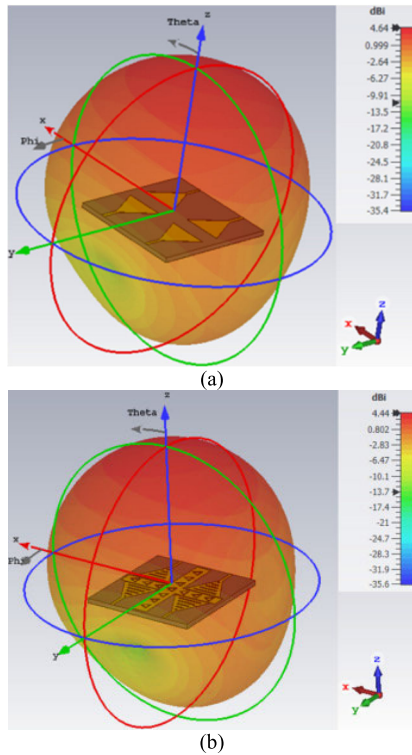 dBi
4.64
0.999
-2.64
-6.27
-9.91
-13.5
-17.2
-20.8
-24.5
-28.1
-31.7
-35.4
Theta
z
x
Phi
y
z
x
y
(a)
dBi
4.44
0.802
-2.83
-6.47
-10.1
-13.7
-17.4
-21
-24.7
-28.3
-31.9
-35.6
Theta
z
x
Phi
y
z
x
y
(b)